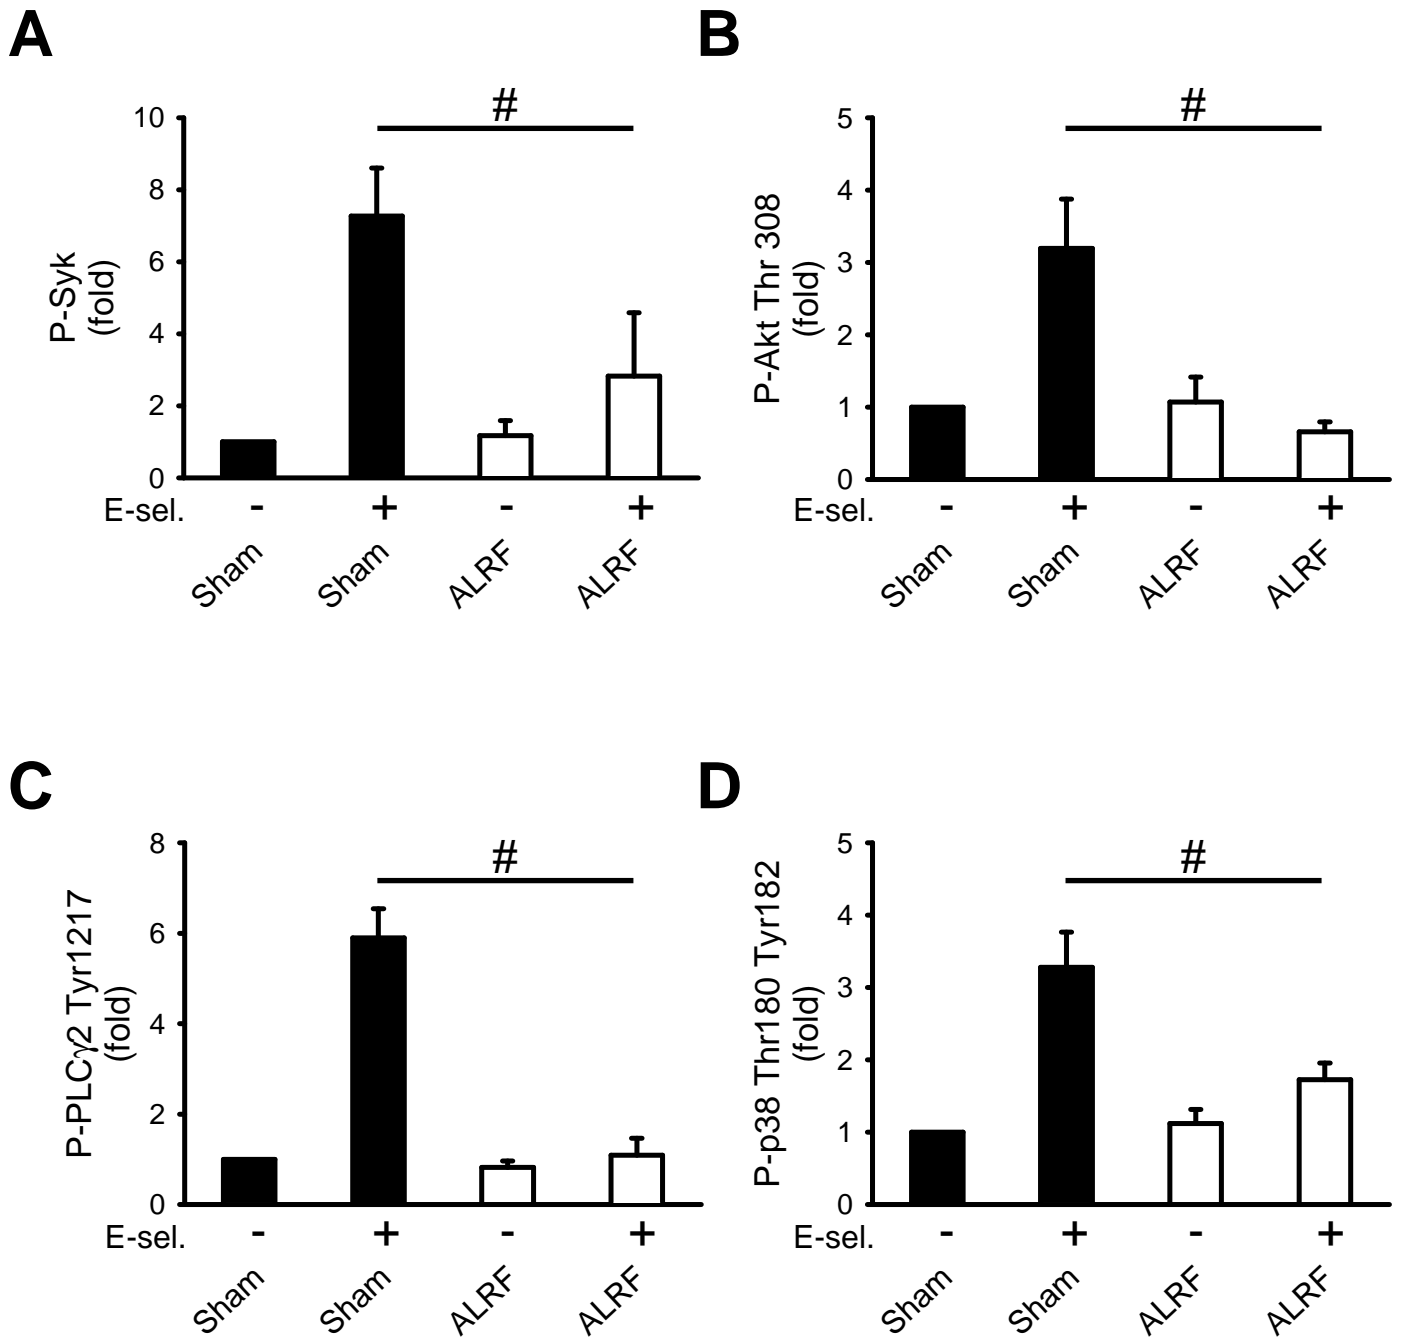 A
#
10
8
6
4
2
0
P-Syk
(fold)
E-sel. - + - +
Sham Sham ALRF ALRF
B
#
5
4
3
2
1
0
P-Akt Thr 308
(fold)
E-sel. - + - +
Sham Sham ALRF ALRF
C
#
8
6
4
2
0
P-PLCγ2 Tyr1217
(fold)
E-sel. - + - +
Sham Sham ALRF ALRF
D
#
5
4
3
2
1
0
P-p38 Thr180 Tyr182
(fold)
E-sel. - + - +
Sham Sham ALRF ALRF